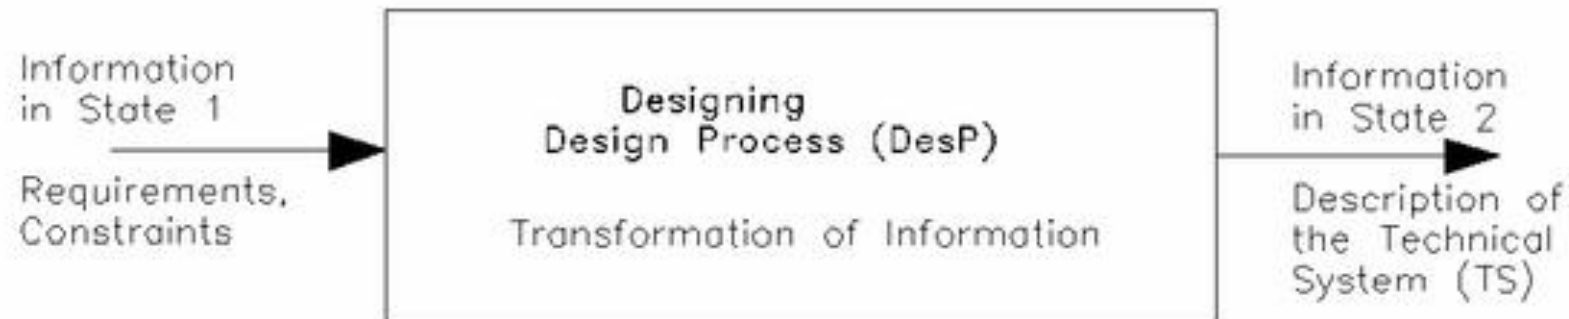 Information
in State 1
Requirements,
Constraints
Designing
Design Process (DesP)
Transformation of Information
Information
in State 2
Description of
the Technical
System (TS)